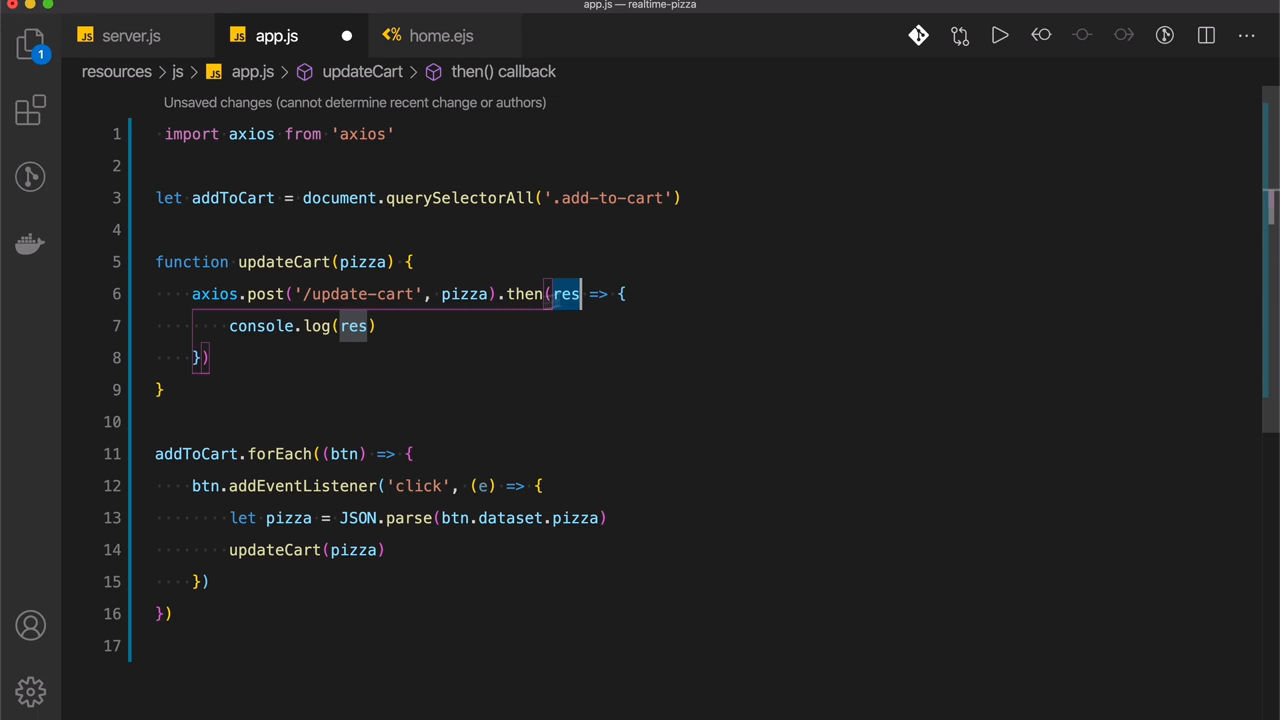 app.js — realtime-pizza
JS server.js JS app.js home.ejs
resources > js > JS app.js > updateCart > then() callback
1
Unsaved changes (cannot determine recent change or authors)
1 import axios from 'axios'
2
3 let addToCart = document.querySelectorAll('.add-to-cart')
4
5 function updateCart(pizza) {
6 axios.post('/update-cart', pizza).then(res => {
7 console.log(res)
8 })
9 }
10
11 addToCart.forEach((btn) => {
12 btn.addEventListener('click', (e) => {
13 let pizza = JSON.parse(btn.dataset.pizza)
14 updateCart(pizza)
15 })
16 })
17